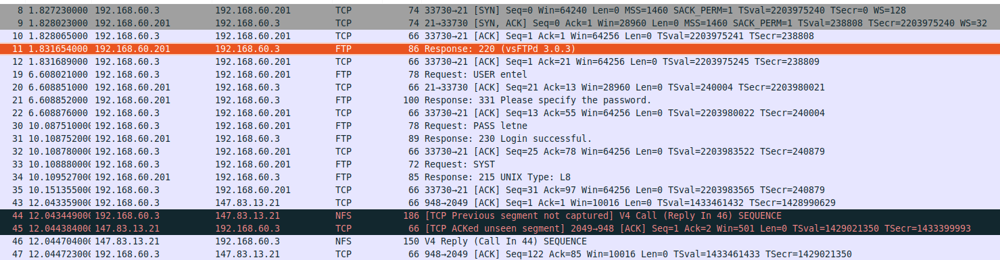 8 1.827230000 192.168.60.3 192.168.60.201 TCP 74 33730→21 [SYN] Seq=0 Win=64240 Len=0 MSS=1460 SACK_PERM=1 TSval=2203975240 TSecr=0 WS=128
9 1.828023000 192.168.60.201 192.168.60.3 TCP 74 21→33730 [SYN, ACK] Seq=0 Ack=1 Win=28960 Len=0 MSS=1460 SACK_PERM=1 TSval=238808 TSecr=2203975240 WS=32
10 1.828065000 192.168.60.3 192.168.60.201 TCP 66 33730→21 [ACK] Seq=1 Ack=1 Win=64256 Len=0 TSval=2203975241 TSecr=238808
11 1.831654000 192.168.60.201 192.168.60.3 FTP 86 Response: 220 (vsFTPd 3.0.3)
12 1.831689000 192.168.60.3 192.168.60.201 TCP 66 33730→21 [ACK] Seq=1 Ack=21 Win=64256 Len=0 TSval=2203975245 TSecr=238809
19 6.608021000 192.168.60.3 192.168.60.201 FTP 78 Request: USER entel
20 6.608851000 192.168.60.201 192.168.60.3 TCP 66 21→33730 [ACK] Seq=21 Ack=13 Win=28960 Len=0 TSval=240004 TSecr=2203980021
21 6.608852000 192.168.60.201 192.168.60.3 FTP 100 Response: 331 Please specify the password.
22 6.608876000 192.168.60.3 192.168.60.201 TCP 66 33730→21 [ACK] Seq=13 Ack=55 Win=64256 Len=0 TSval=2203980022 TSecr=240004
30 10.087510000 192.168.60.3 192.168.60.201 FTP 78 Request: PASS letne
31 10.108752000 192.168.60.201 192.168.60.3 FTP 89 Response: 230 Login successful.
32 10.108780000 192.168.60.3 192.168.60.201 TCP 66 33730→21 [ACK] Seq=25 Ack=78 Win=64256 Len=0 TSval=2203983522 TSecr=240879
33 10.108880000 192.168.60.3 192.168.60.201 FTP 72 Request: SYST
34 10.109527000 192.168.60.201 192.168.60.3 FTP 85 Response: 215 UNIX Type: L8
35 10.151355000 192.168.60.3 192.168.60.201 TCP 66 33730→21 [ACK] Seq=31 Ack=97 Win=64256 Len=0 TSval=2203983565 TSecr=240879
43 12.043359000 192.168.60.3 147.83.13.21 TCP 66 948→2049 [ACK] Seq=1 Ack=1 Win=10016 Len=0 TSval=1433461432 TSecr=1428990629
44 12.043449000 192.168.60.3 147.83.13.21 NFS 186 [TCP Previous segment not captured] V4 Call (Reply In 46) SEQUENCE
45 12.044384000 147.83.13.21 192.168.60.3 TCP 66 [TCP ACKed unseen segment] 2049→948 [ACK] Seq=1 Ack=2 Win=501 Len=0 TSval=1429021350 TSecr=1433399993
46 12.044704000 147.83.13.21 192.168.60.3 NFS 150 V4 Reply (Call In 44) SEQUENCE
47 12.044723000 192.168.60.3 147.83.13.21 TCP 66 948→2049 [ACK] Seq=122 Ack=85 Win=10016 Len=0 TSval=1433461433 TSecr=1429021350